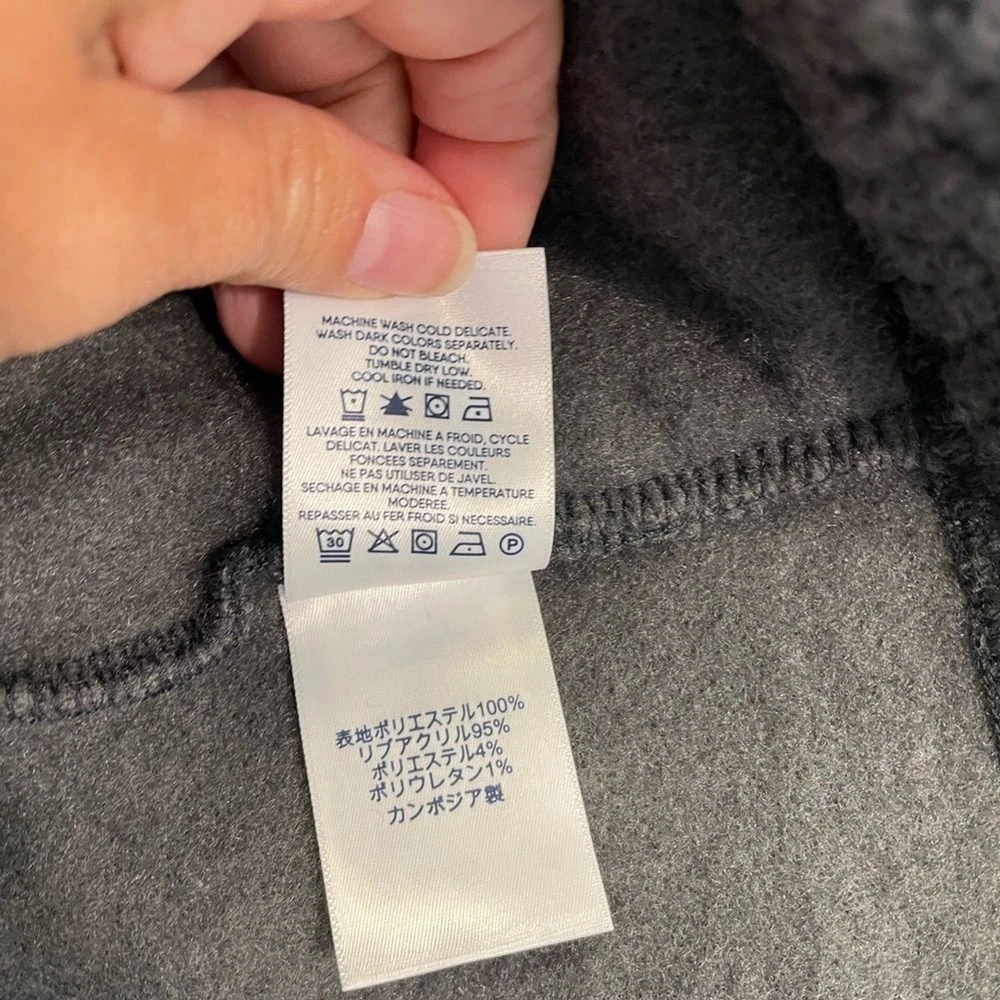 MACHINE WASH COLD DELICATE.
WASH DARK COLORS SEPARATELY.
DO NOT BLEACH.
TUMBLE DRY LOW.
COOL IRON IF NEEDED.
LAVAGE EN MACHINE A FROID, CYCLE
DELICAT. LAVER LES COULEURS
FONCEES SEPAREMENT.
NE PAS UTILISER DE JAVEL.
SECHAGE EN MACHINE A TEMPERATURE
MODEREE.
REPASSER AU FER FROID SI NECESSAIRE.
30 P
表地ポリエステル100%
リブアクリル95%
ポリエステル4%
ポリウレタン1%
カンボジア製